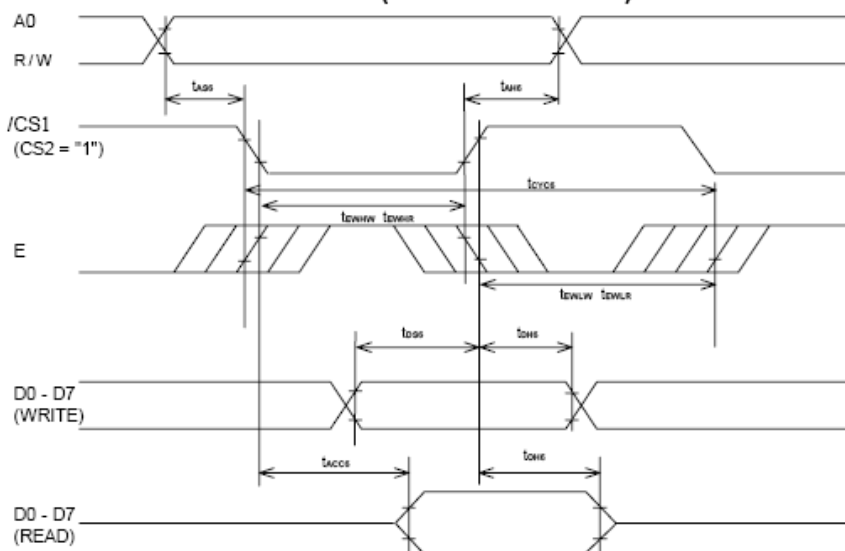 A0
R / W
tAS6
tAH6
/CS1
(CS2 = "1")
tCYC6
tEWHW tEWHR
E
tEWLW tEWLR
tDS6
tDH6
D0 - D7
(WRITE)
tACC6
tOH6
D0 - D7
(READ)